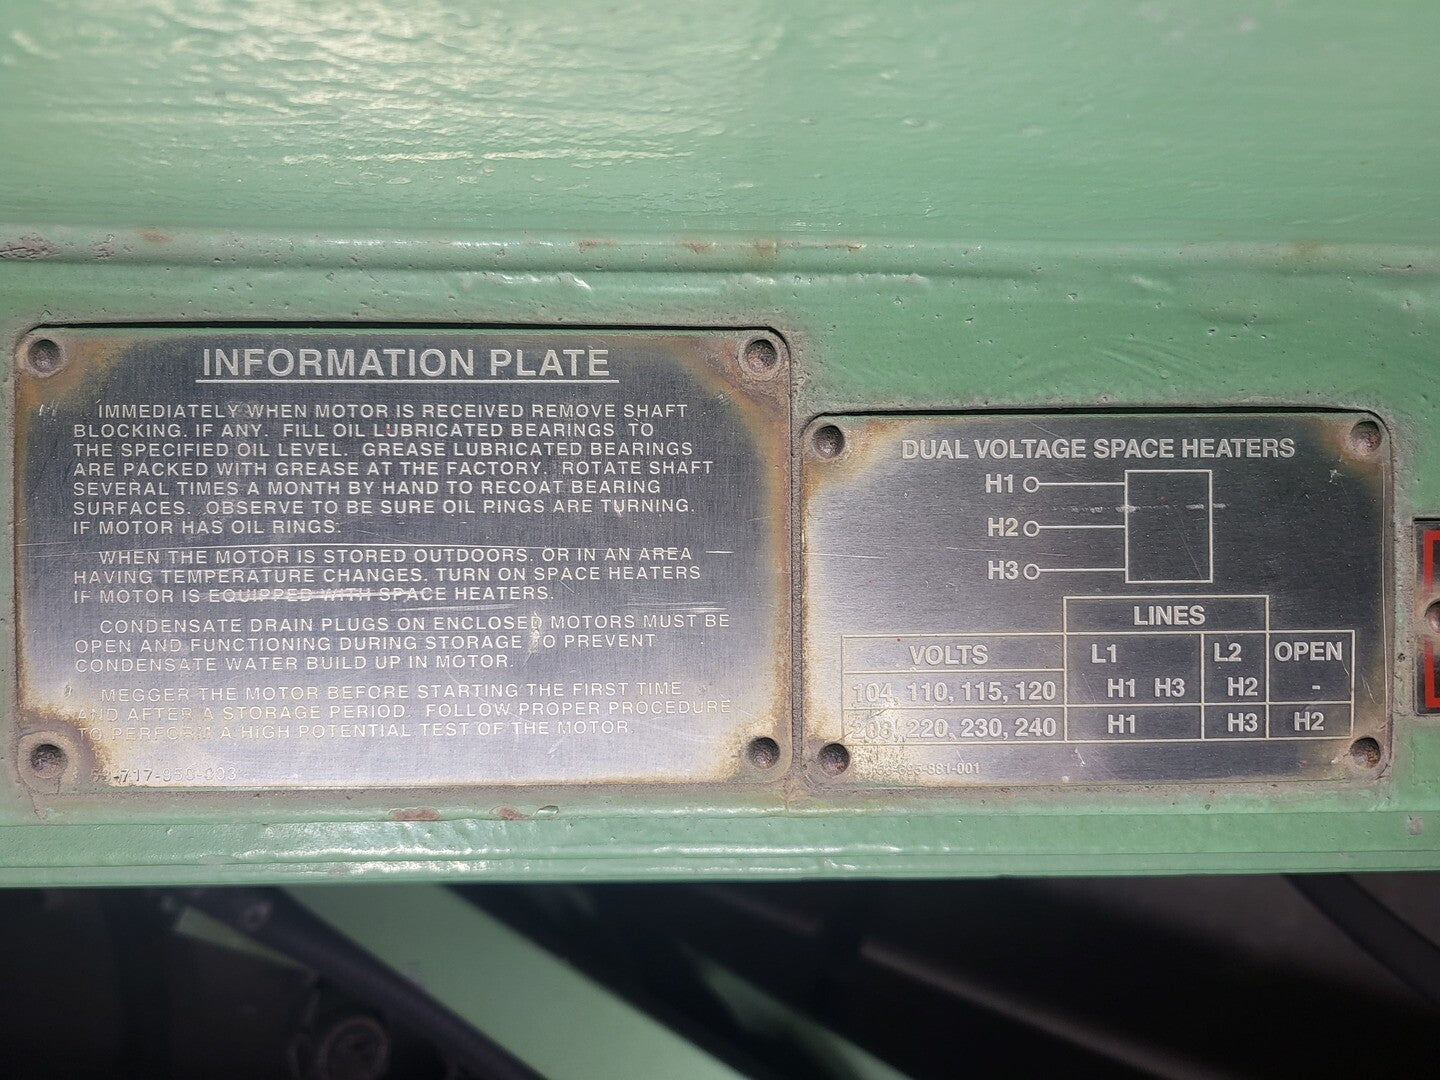 INFORMATION PLATE
IMMEDIATELY WHEN MOTOR IS RECEIVED REMOVE SHAFT
BLOCKING, IF ANY. FILL OIL LUBRICATED BEARINGS TO
THE SPECIFIED OIL LEVEL. GREASE LUBRICATED BEARINGS
ARE PACKED WITH GREASE AT THE FACTORY. ROTATE SHAFT
SEVERAL TIMES A MONTH BY HAND TO RECOAT BEARING
SURFACES. OBSERVE TO BE SURE OIL RINGS ARE TURNING.
IF MOTOR HAS OIL RINGS.
WHEN THE MOTOR IS STORED OUTDOORS, OR IN AN AREA
HAVING TEMPERATURE CHANGES, TURN ON SPACE HEATERS
IF MOTOR IS EQUIPPED WITH SPACE HEATERS.
CONDENSATE DRAIN PLUGS ON ENCLOSED MOTORS MUST BE
OPEN AND FUNCTIONING DURING STORAGE TO PREVENT
CONDENSATE WATER BUILD UP IN MOTOR.
MEGGER THE MOTOR BEFORE STARTING THE FIRST TIME
AND AFTER A STORAGE PERIOD. FOLLOW PROPER PROCEDURE
TO PERFORM A HIGH POTENTIAL TEST OF THE MOTOR.
DUAL VOLTAGE SPACE HEATERS
H1
H2
H3
LINES
VOLTS L1 L2 OPEN
104, 110, 115, 120 H1 H3 H2 -
208, 220, 230, 240 H1 H3 H2